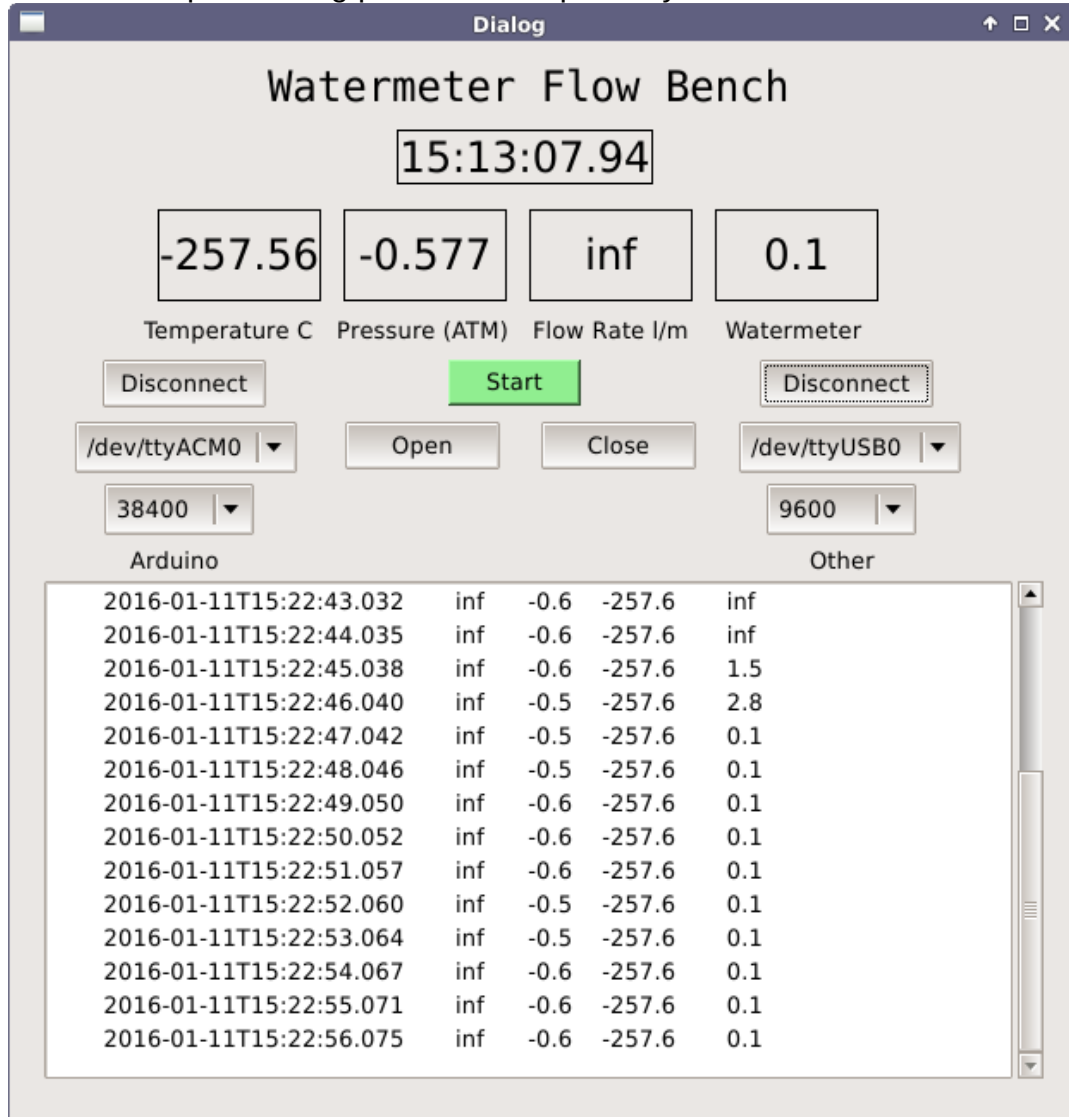 Dialog
Watermeter Flow Bench
15:13:07.94
-257.56 -0.577 inf 0.1
Temperature C Pressure (ATM) Flow Rate l/m Watermeter
Disconnect Start Disconnect
/dev/ttyACM0 Open Close /dev/ttyUSB0
38400 9600
Arduino Other
2016-01-11T15:22:43.032 inf -0.6 -257.6 inf
2016-01-11T15:22:44.035 inf -0.6 -257.6 inf
2016-01-11T15:22:45.038 inf -0.6 -257.6 1.5
2016-01-11T15:22:46.040 inf -0.5 -257.6 2.8
2016-01-11T15:22:47.042 inf -0.5 -257.6 0.1
2016-01-11T15:22:48.046 inf -0.5 -257.6 0.1
2016-01-11T15:22:49.050 inf -0.6 -257.6 0.1
2016-01-11T15:22:50.052 inf -0.6 -257.6 0.1
2016-01-11T15:22:51.057 inf -0.6 -257.6 0.1
2016-01-11T15:22:52.060 inf -0.5 -257.6 0.1
2016-01-11T15:22:53.064 inf -0.5 -257.6 0.1
2016-01-11T15:22:54.067 inf -0.6 -257.6 0.1
2016-01-11T15:22:55.071 inf -0.6 -257.6 0.1
2016-01-11T15:22:56.075 inf -0.6 -257.6 0.1